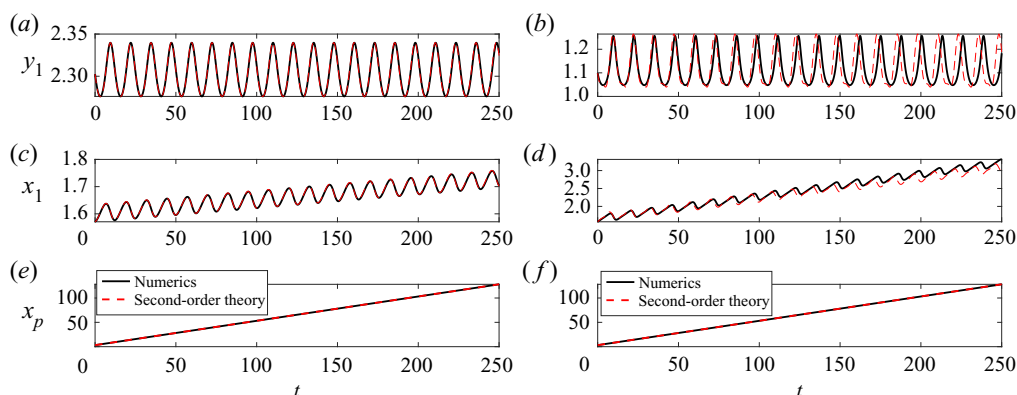 (a) (b)
2.35
y1
2.30
0 50 100 150 200 250
1.2
1.1
1.0
0 50 100 150 200 250
(c) (d)
1.8
x1 1.7
1.6
0 50 100 150 200 250
3.0
2.0
0 50 100 150 200 250
(e) (f)
Numerics
Second-order theory
100
xp
50
0 50 100 150 200 250
t
Numerics
Second-order theory
100
50
0 50 100 150 200 250
t